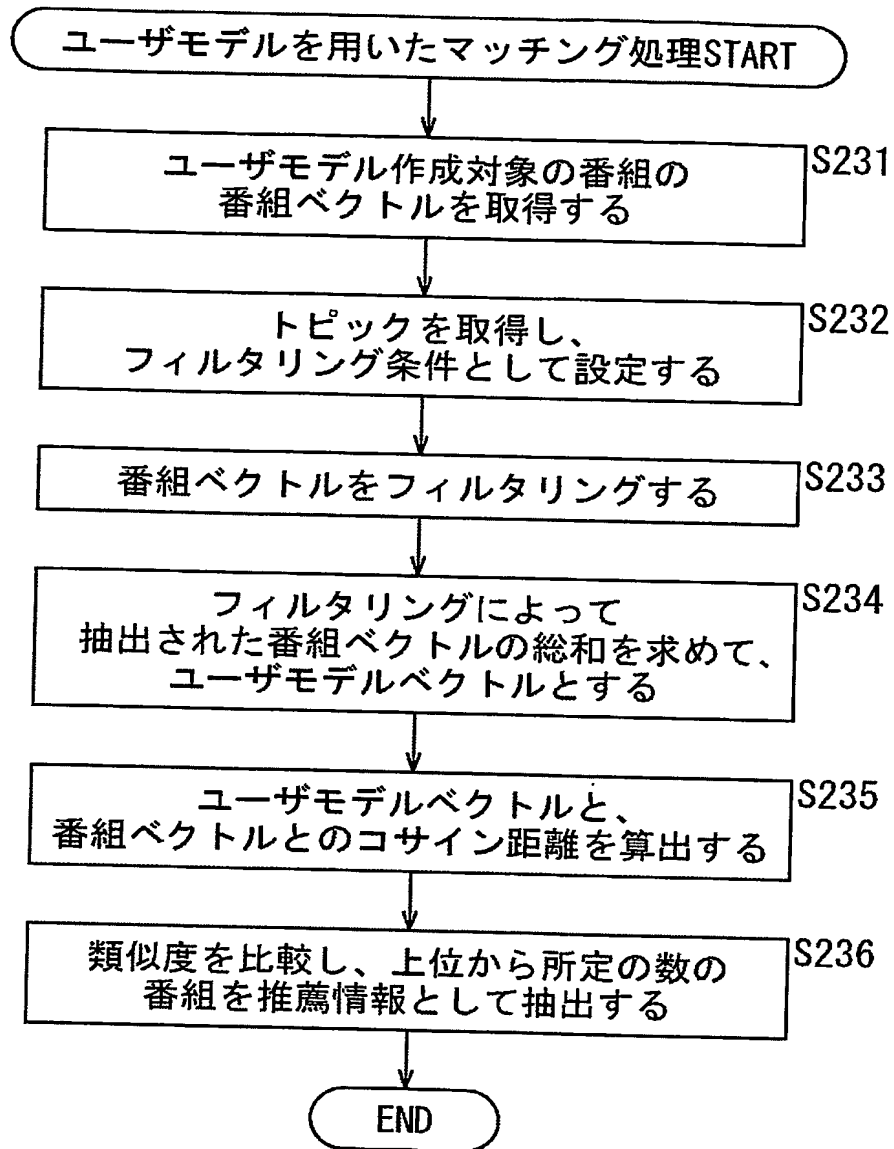 ユーザモデルを用いたマッチング処理START
S231
ユーザモデル作成対象の番組の
番組ベクトルを取得する
S232
トピックを取得し、
フィルタリング条件として設定する
S233
番組ベクトルをフィルタリングする
S234
フィルタリングによって
抽出された番組ベクトルの総和を求めて、
ユーザモデルベクトルとする
S235
ユーザモデルベクトルと、
番組ベクトルとのコサイン距離を算出する
S236
類似度を比較し、上位から所定の数の
番組を推薦情報として抽出する
END